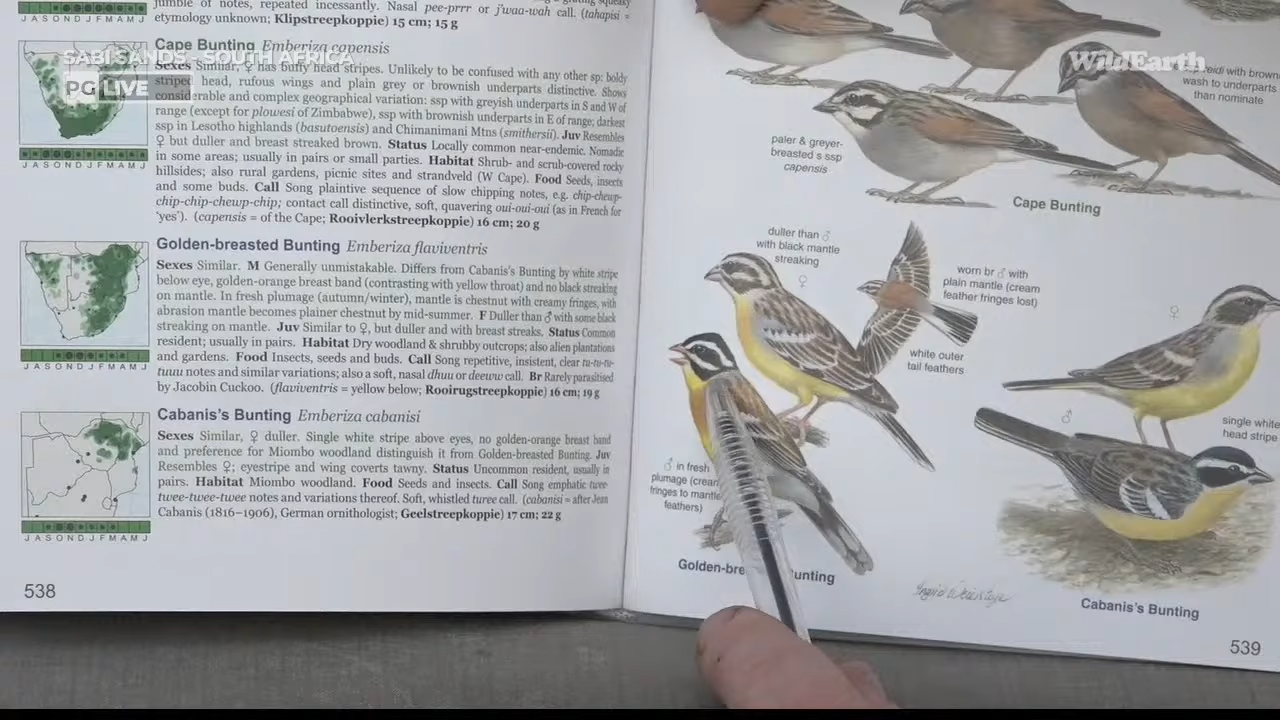 jumble of notes, repeated incessantly. Nasal pee-prrr or j'waa-wah call. (tahapisi =
etymology unknown; Klipstreepkoppie) 15 cm; 15 g
J A S O N D J F M A M J
Cape Bunting Emberiza capensis
SABI SANDS - SOUTH AFRICA
PG LIVE
Sexes Similar, ♀ has buffy head stripes. Unlikely to be confused with any other sp: boldy
striped head, rufous wings and plain grey or brownish underparts distinctive. Shows
considerable and complex geographical variation: ssp with greyish underparts in S and W of
range (except for plowesi of Zimbabwe), ssp with brownish underparts in E of range; darkest
ssp in Lesotho highlands (basutoensis) and Chimanimani Mtns (smithersii). Juv Resembles
♀ but duller and breast streaked brown. Status Locally common near-endemic. Nomadic
in some areas; usually in pairs or small parties. Habitat Shrub- and scrub-covered rocky
hillsides; also rural gardens, picnic sites and strandveld (W Cape). Food Seeds, insects
and some buds. Call Song plaintive sequence of slow chipping notes, e.g. chip-cheup-
chip-chip-cheup-chip; contact call distinctive, soft, quavering oui-oui-oui (as in French for
'yes'). (capensis = of the Cape; Rooivlerkstreepkoppie) 16 cm; 20 g
J A S O N D J F M A M J
Golden-breasted Bunting Emberiza flaviventris
Sexes Similar. M Generally unmistakable. Differs from Cabanis's Bunting by white stripe
below eye, golden-orange breast band (contrasting with yellow throat) and no black streaking
on mantle. In fresh plumage (autumn/winter), mantle is chestnut with creamy fringes, with
abrasion mantle becomes plainer chestnut by mid-summer. F Duller than ♂ with some black
streaking on mantle. Juv Similar to ♀, but duller and with breast streaks. Status Common
resident; usually in pairs. Habitat Dry woodland & shrubby outcrops; also alien plantations
and gardens. Food Insects, seeds and buds. Call Song repetitive, insistent, clear tu-tu-tu-
tuuu notes and similar variations; also a soft, nasal dhuu or deeww call. Br Rarely parasitised
by Jacobin Cuckoo. (flaviventris = yellow below; Rooirugstreepkoppie) 16 cm; 19 g
J A S O N D J F M A M J
Cabanis's Bunting Emberiza cabanisi
Sexes Similar, ♀ duller. Single white stripe above eyes, no golden-orange breast band
and preference for Miombo woodland distinguish it from Golden-breasted Bunting. Juv
Resembles ♀; eyestripe and wing coverts tawny. Status Uncommon resident, usually in
pairs. Habitat Miombo woodland. Food Seeds and insects. Call Song emphatic twee-
twee-twee-twee notes and variations thereof. Soft, whistled turee call. (cabanisi = after Jean
Cabanis (1816–1906), German ornithologist; Geelstreepkoppie) 17 cm; 22 g
J A S O N D J F M A M J
538
WildEarth
with brown
wash to underparts
than nominate
paler & greyer-
breasted s ssp
capensis
Cape Bunting
duller than ♂
with black mantle
streaking
♀
worn br ♂ with
plain mantle (cream
feather fringes lost)
white outer
tail feathers
♀
♂
single white
head stripe
♂ in fresh
plumage (cream
fringes to mantle
feathers)
Golden-bre unting
Cabanis's Bunting
539